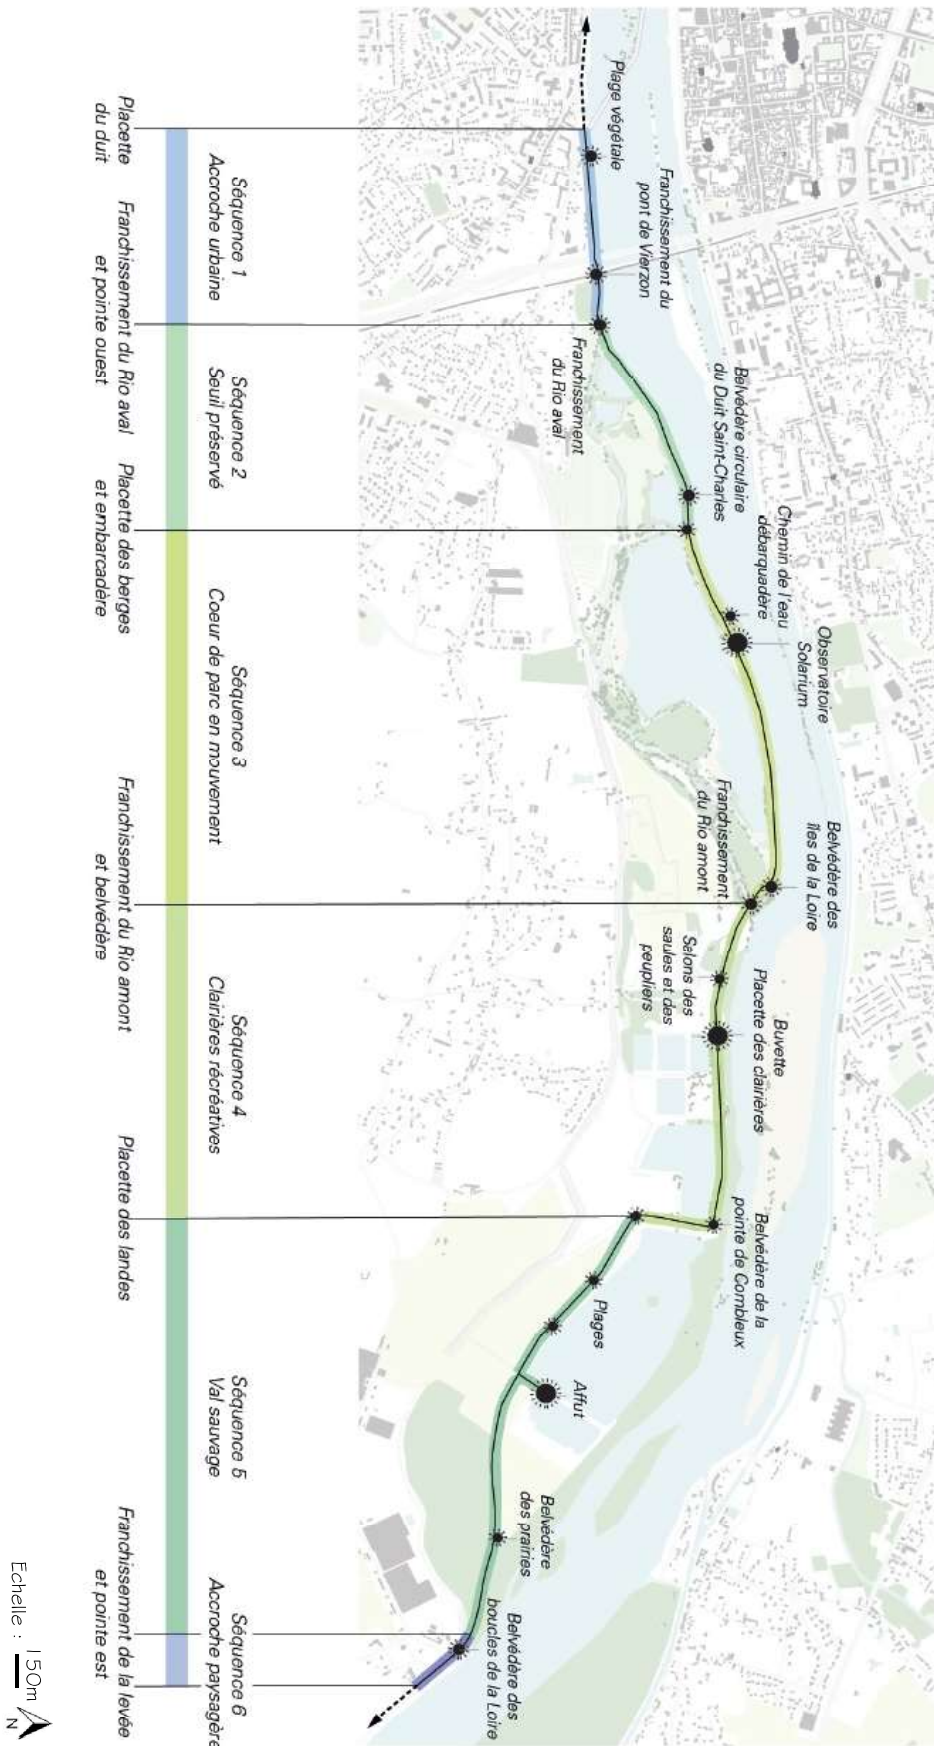 Plage végétale
Franchissement du
pont de Vierzon
Franchissement
du Rio aval
Belvédère circulaire
du Duit Saint-Charles
Chemin de l'eau
débarquadère
Observatoire
Solarium
Belvédère des
îles de la Loire
Franchissement
du Rio amont
Salons des
saules et des
peupliers
Buvette
Placette des clairières
Belvédère de la
pointe de Combleux
Plages
Affut
Belvédère
des prairies
Belvédère des
boucles de la Loire
Séquence 1
Accroche urbaine
Séquence 2
Seuil préservé
Séquence 3
Coeur de parc en mouvement
Séquence 4
Clairières récréatives
Séquence 5
Val sauvage
Séquence 6
Accroche paysagère
Placette
du duit
Franchissement du Rio aval
et pointe ouest
Placette des berges
et embarcadère
Franchissement du Rio amont
et belvédère
Placette des landes
Franchissement de la levée
et pointe est
Echelle : 150m
N